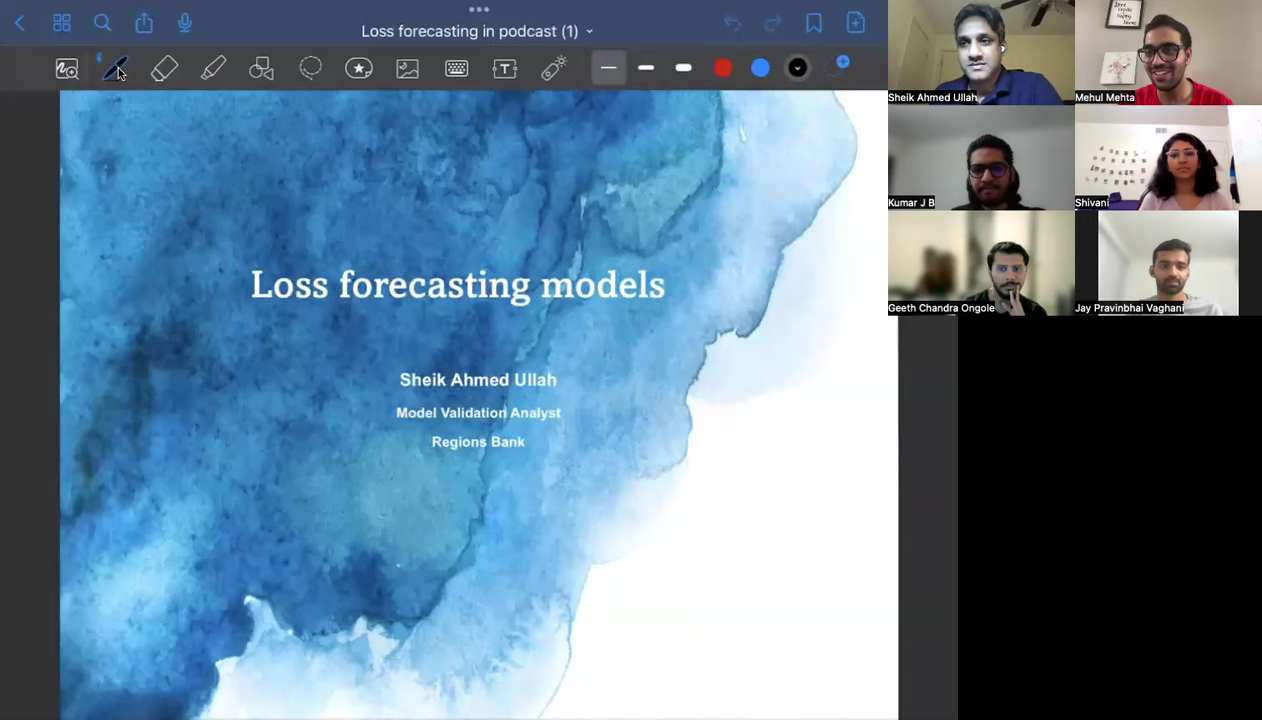 Loss forecasting in podcast (1)
T
Loss forecasting models
Sheik Ahmed Ullah
Model Validation Analyst
Regions Bank
Sheik Ahmed Ullah
Mehul Mehta
Kumar J B
Shivani
Geeth Chandra Ongole
Jay Pravinbhai Vaghani